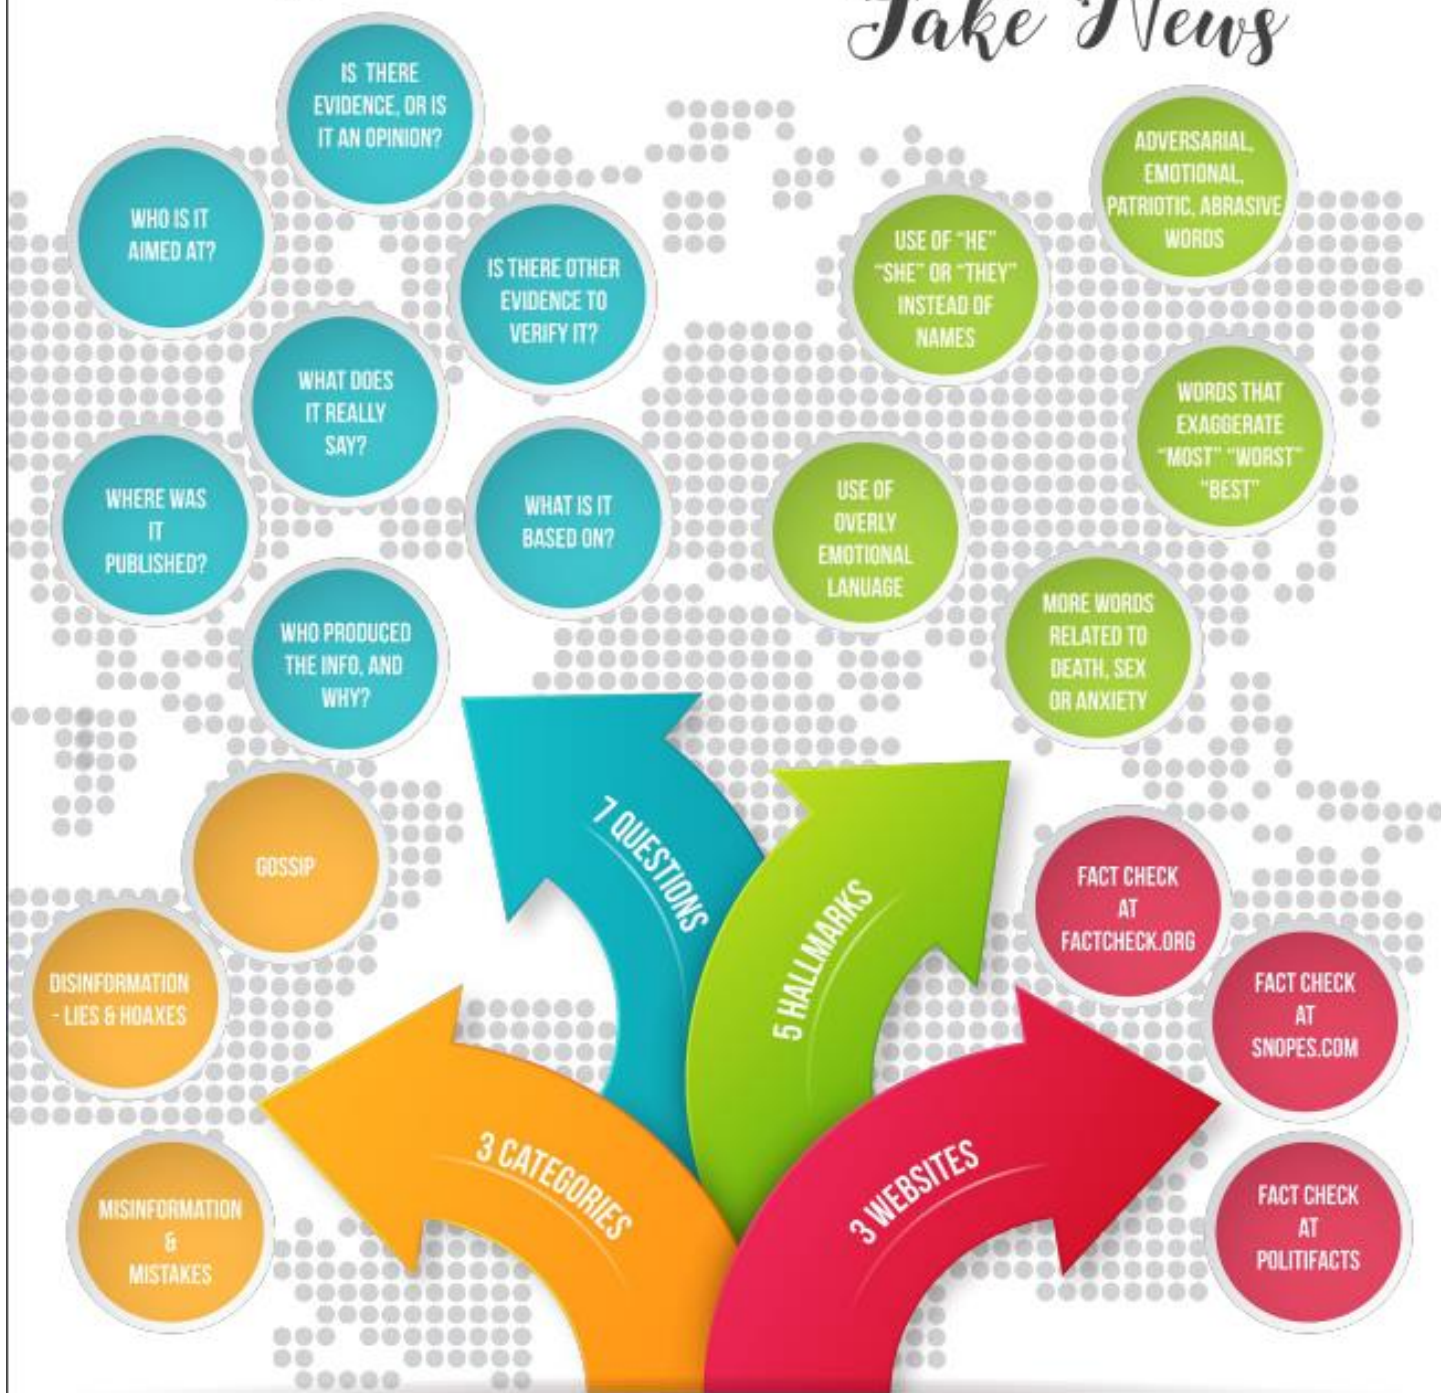 Fake News
IS THERE
EVIDENCE, OR IS
IT AN OPINION?
WHO IS IT
AIMED AT?
IS THERE OTHER
EVIDENCE TO
VERIFY IT?
WHAT DOES
IT REALLY
SAY?
WHERE WAS
IT
PUBLISHED?
WHAT IS IT
BASED ON?
WHO PRODUCED
THE INFO, AND
WHY?
7 QUESTIONS
ADVERSARIAL,
EMOTIONAL,
PATRIOTIC, ABRASIVE
WORDS
USE OF "HE"
"SHE" OR "THEY"
INSTEAD OF
NAMES
WORDS THAT
EXAGGERATE
"MOST" "WORST"
"BEST"
USE OF
OVERLY
EMOTIONAL
LANUAGE
MORE WORDS
RELATED TO
DEATH, SEX
OR ANXIETY
5 HALLMARKS
GOSSIP
DISINFORMATION
- LIES & HOAXES
MISINFORMATION
&
MISTAKES
3 CATEGORIES
FACT CHECK
AT
FACTCHECK.ORG
FACT CHECK
AT
SNOPES.COM
FACT CHECK
AT
POLITIFACTS
3 WEBSITES